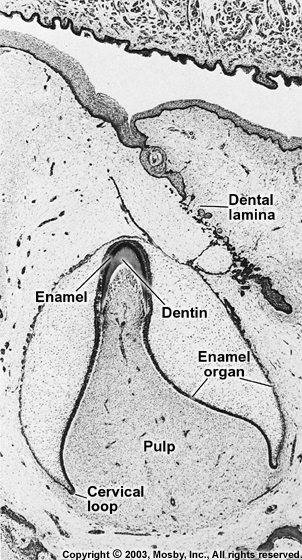 Dental
lamina
Enamel
Dentin
Enamel
organ
Pulp
Cervical
loop
Copyright © 2003, Mosby, Inc., All rights reserved.